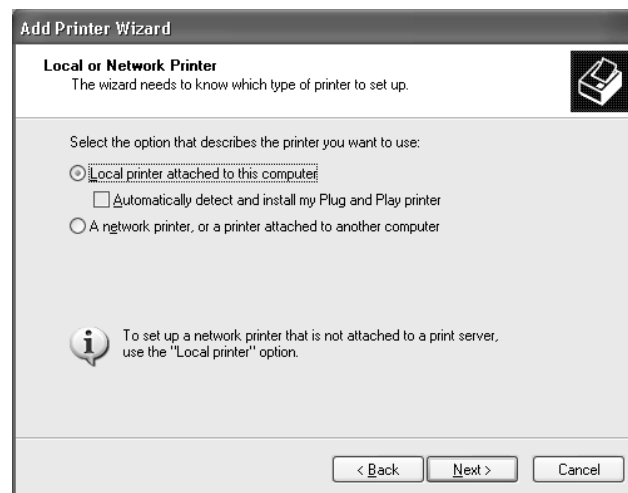 Add Printer Wizard
Local or Network Printer
The wizard needs to know which type of printer to set up.
Select the option that describes the printer you want to use:
Local printer attached to this computer
Automatically detect and install my Plug and Play printer
A network printer, or a printer attached to another computer
To set up a network printer that is not attached to a print server,
use the "Local printer" option.
< Back
Next >
Cancel